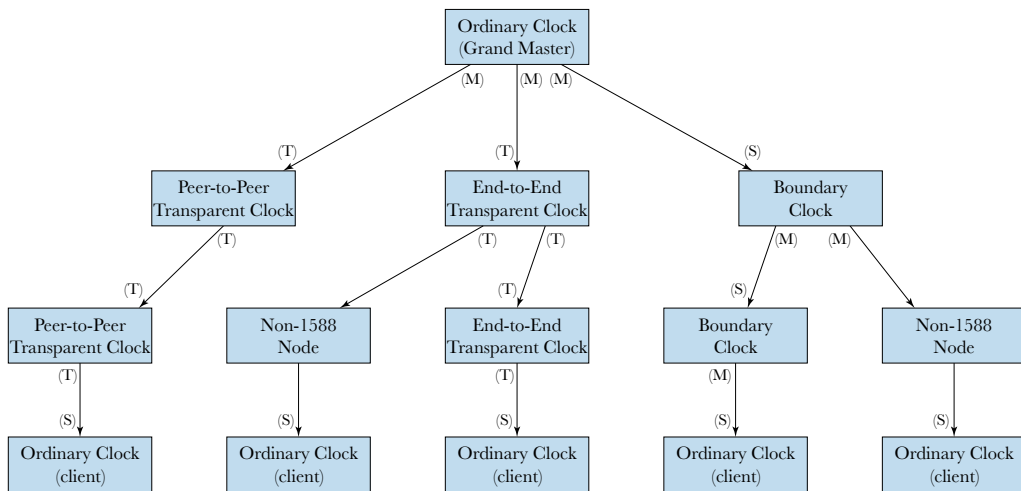 Ordinary Clock
(Grand Master)
(M)
(M)
(M)
(T)
(T)
(S)
Peer-to-Peer
Transparent Clock
End-to-End
Transparent Clock
Boundary
Clock
(T)
(T)
(T)
(M)
(M)
(T)
(T)
(S)
Peer-to-Peer
Transparent Clock
Non-1588
Node
End-to-End
Transparent Clock
Boundary
Clock
Non-1588
Node
(T)
(T)
(M)
(S)
(S)
(S)
(S)
(S)
Ordinary Clock
(client)
Ordinary Clock
(client)
Ordinary Clock
(client)
Ordinary Clock
(client)
Ordinary Clock
(client)